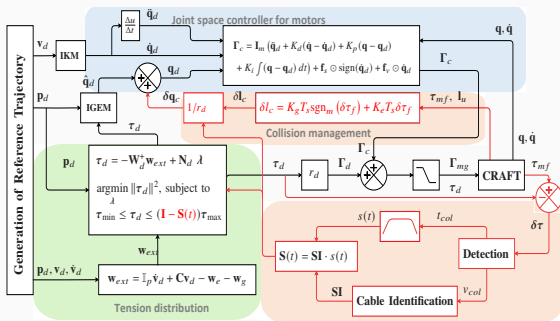 Generation of Reference Trajectory
Joint space controller for motors
v_d
IKM
Δu/Δt
q̈_d
q̇_d
q_d
q̂_d
Γ_c = I_m (q̈_d + K_d(q̇ - q̇_d) + K_p(q - q_d)
+ K_i ∫(q - q_d) dt) + f_s ⊙ sign(q̇_d) + f_v ⊙ q̇_d
q, q̇
Γ_c
p_d
IGEM
δq_c
1/r_d
δl_c
δl_c = K_g T_s sgn_m (δτ_f) + K_e T_s δτ_f
τ_mf, l_u
Collision management
τ_d
p_d
τ_d = -W_d^+ w_ext + N_d λ
argmin ||τ_d||², subject to
λ
τ_min ≤ τ_d ≤ (I - S(t))τ_max
τ_d
r_d
Γ_d
Γ_c
Γ_mg
CRAFT
q, q̇
τ_mf
τ_d
δτ
w_ext
p_d, v_d, v̇_d
w_ext = 𝕀_p v̇_d + Cv_d - w_e - w_g
Tension distribution
s(t)
t_col
S(t) = SI · s(t)
Detection
SI
v_col
Cable Identification